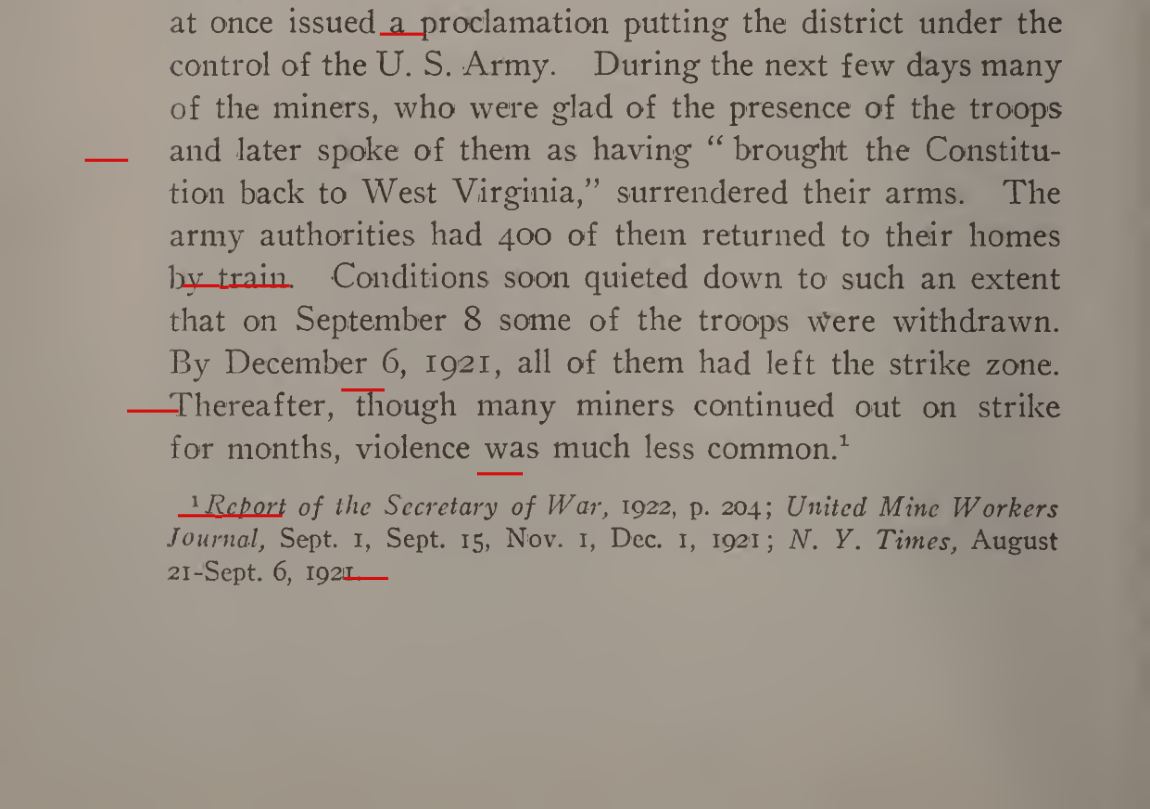 at once issued a proclamation putting the district under the
control of the U. S. Army. During the next few days many
of the miners, who were glad of the presence of the troops
and later spoke of them as having “ brought the Constitu-
tion back to West Virginia,” surrendered their arms. The
army authorities had 400 of them returned to their homes
by train. Conditions soon quieted down to such an extent
that on September 8 some of the troops were withdrawn.
By December 6, 1921, all of them had left the strike zone.
Thereafter, though many miners continued out on strike
for months, violence was much less common.¹
¹ Report of the Secretary of War, 1922, p. 204; United Mine Workers
Journal, Sept. 1, Sept. 15, Nov. 1, Dec. 1, 1921; N. Y. Times, August
21-Sept. 6, 1921.